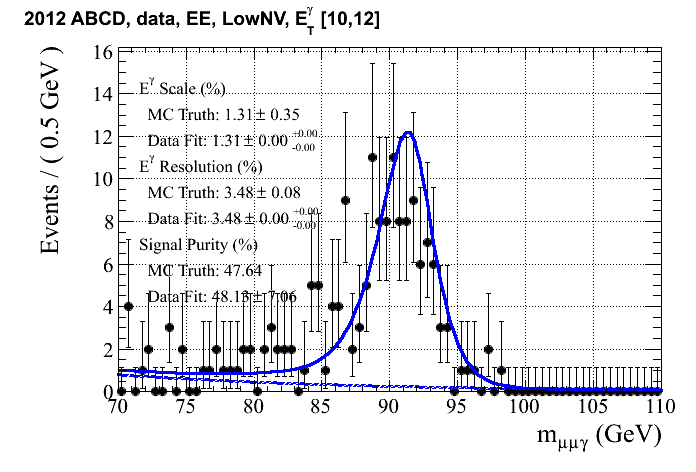 2012 ABCD, data, EE, LowNV, E_T^γ [10,12]
Events / ( 0.5 GeV )
16
14
12
10
8
6
4
2
0
E^γ Scale (%)
MC Truth: 1.31 ± 0.35
Data Fit: 1.31 ± 0.00 +0.00 -0.00
E^γ Resolution (%)
MC Truth: 3.48 ± 0.08
Data Fit: 3.48 ± 0.00 +0.00 -0.00
Signal Purity (%)
MC Truth: 47.64
Data Fit: 48.13 ± 7.06
70 75 80 85 90 95 100 105 110
m_μμγ (GeV)